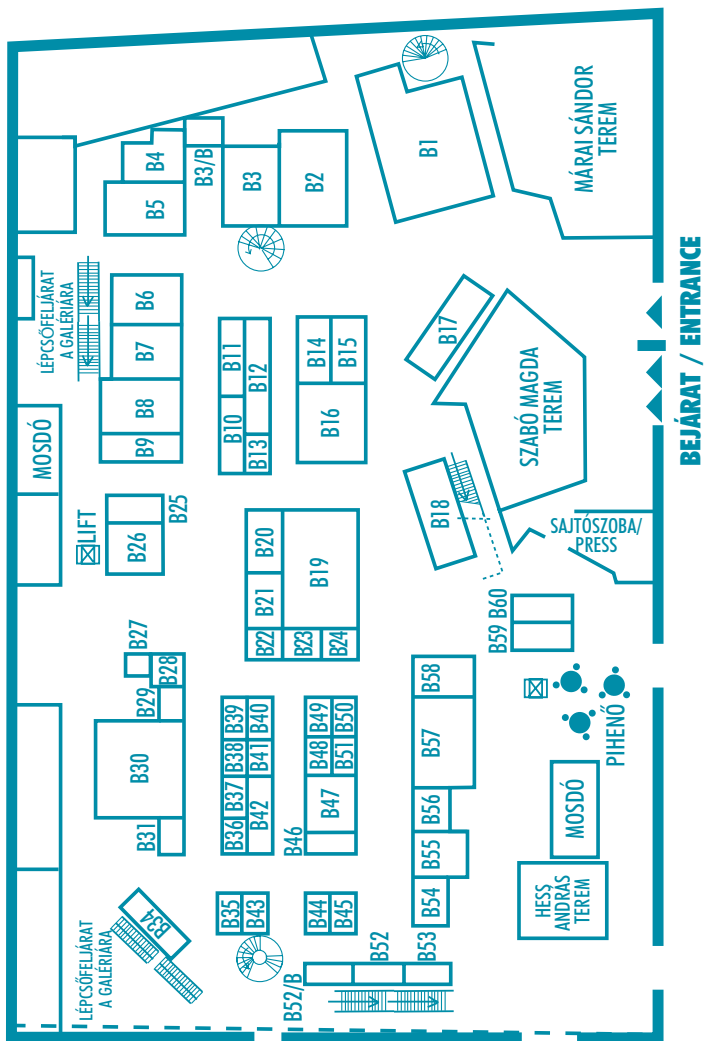 MÁRAI SÁNDOR
TEREM
B1
B2
B3
B3/B
B4
B5
LÉPCSŐFELJÁRAT
A GALÉRIÁRA
B6
B7
B8
B9
MOSDÓ
B11
B12
B10
B13
B14
B15
B16
B17
SZABÓ MAGDA
TEREM
BEJÁRAT / ENTRANCE
B18
SAJTÓSZOBA/
PRESS
LIFT
B25
B26
B20
B21
B19
B22
B23
B24
B59
B60
B27
B28
B29
B30
B31
B39
B40
B38
B41
B37
B36
B42
B49
B50
B48
B51
B47
B46
B58
B57
B56
B55
B54
PIHENŐ
MOSDÓ
HESS
ANDRÁS
TEREM
B34
LÉPCSŐFELJÁRAT
A GALÉRIÁRA
B35
B43
B44
B45
B52/B
B52
B53